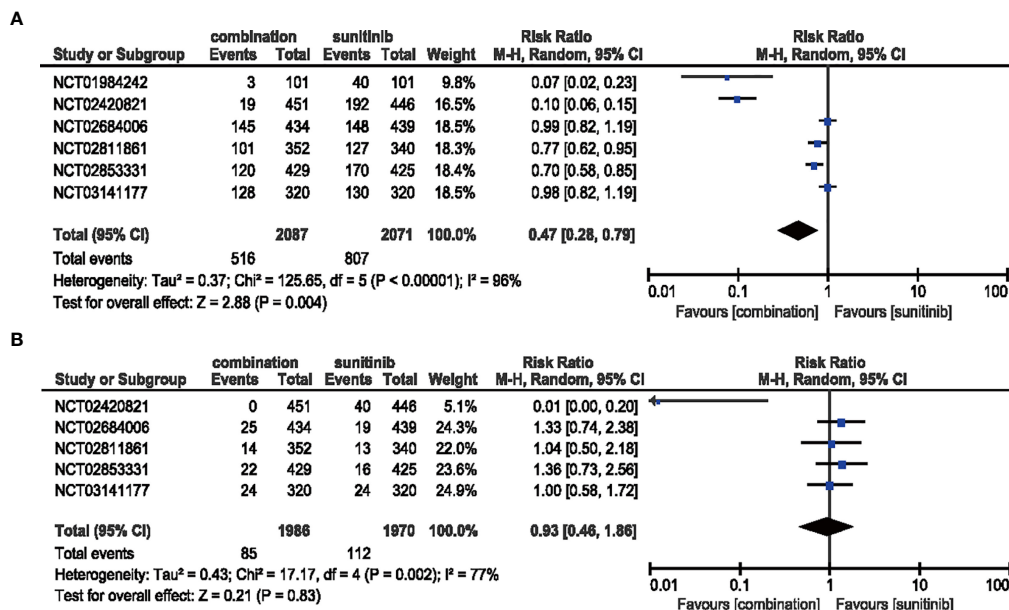 A
combination sunitinib Risk Ratio Risk Ratio
Study or Subgroup Events Total Events Total Weight M-H, Random, 95% CI M-H, Random, 95% CI
NCT01984242 3 101 40 101 9.8% 0.07 [0.02, 0.23]
NCT02420821 19 451 192 446 16.5% 0.10 [0.06, 0.15]
NCT02684006 145 434 148 439 18.5% 0.99 [0.82, 1.19]
NCT02811861 101 352 127 340 18.3% 0.77 [0.62, 0.95]
NCT02853331 120 429 170 425 18.4% 0.70 [0.58, 0.85]
NCT03141177 128 320 130 320 18.5% 0.98 [0.82, 1.19]
Total (95% CI) 2087 2071 100.0% 0.47 [0.28, 0.79]
Total events 516 807
Heterogeneity: Tau² = 0.37; Chi² = 125.65, df = 5 (P < 0.00001); I² = 96%
Test for overall effect: Z = 2.88 (P = 0.004)
0.01 0.1 1 10 100
Favours [combination] Favours [sunitinib]
B
combination sunitinib Risk Ratio Risk Ratio
Study or Subgroup Events Total Events Total Weight M-H, Random, 95% CI M-H, Random, 95% CI
NCT02420821 0 451 40 446 5.1% 0.01 [0.00, 0.20]
NCT02684006 25 434 19 439 24.3% 1.33 [0.74, 2.38]
NCT02811861 14 352 13 340 22.0% 1.04 [0.50, 2.18]
NCT02853331 22 429 16 425 23.6% 1.36 [0.73, 2.56]
NCT03141177 24 320 24 320 24.9% 1.00 [0.58, 1.72]
Total (95% CI) 1986 1970 100.0% 0.93 [0.46, 1.86]
Total events 85 112
Heterogeneity: Tau² = 0.43; Chi² = 17.17, df = 4 (P = 0.002); I² = 77%
Test for overall effect: Z = 0.21 (P = 0.83)
0.01 0.1 1 10 100
Favours [combination] Favours [sunitinib]